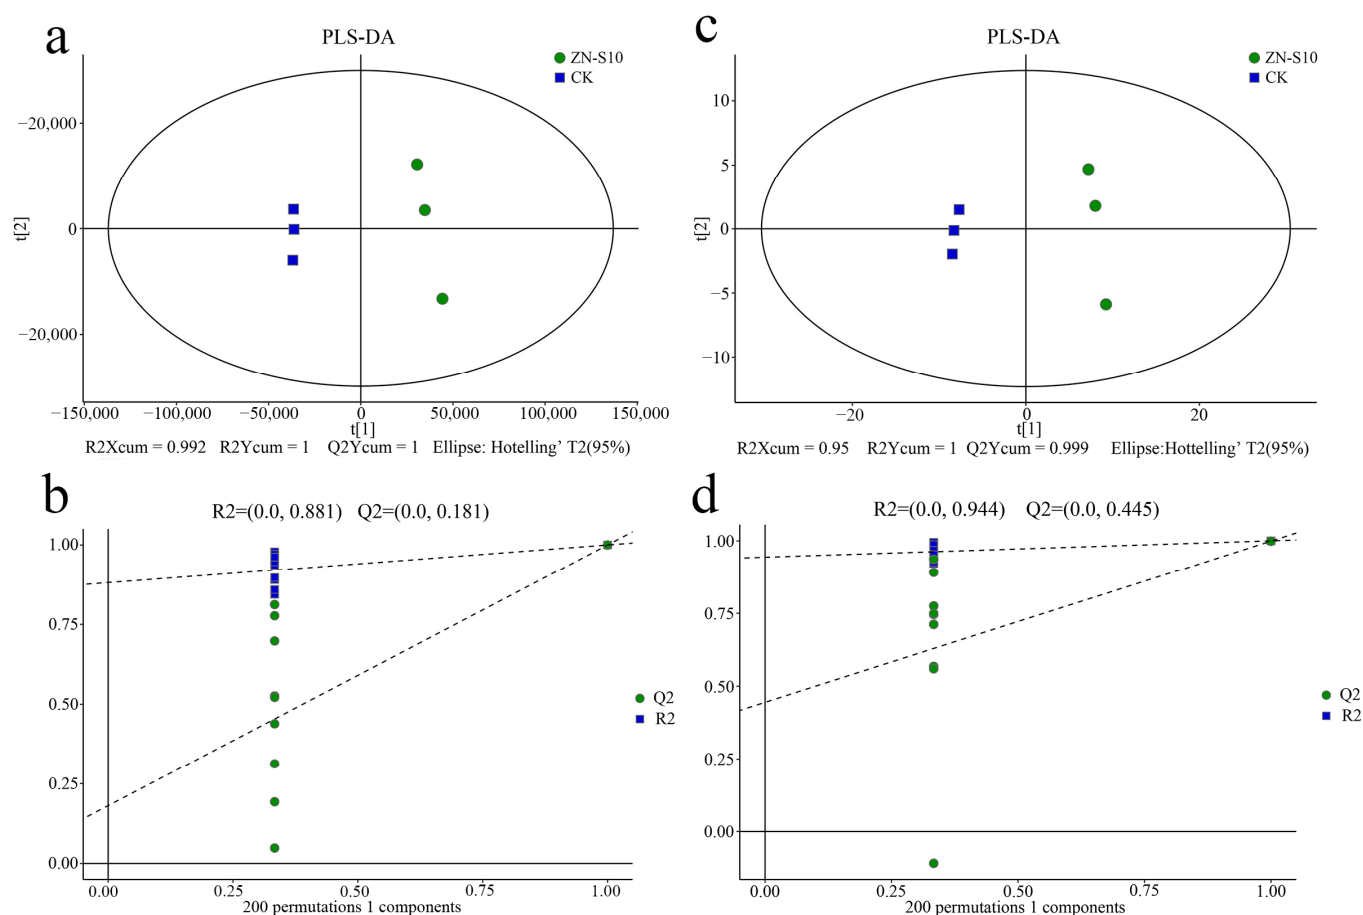 a
PLS-DA
ZN-S10
CK
−20,000
0
−20,000
t[2]
−150,000 −100,000 −50,000 0 50,000 100,000 150,000
t[1]
R2Xcum = 0.992 R2Ycum = 1 Q2Ycum = 1 Ellipse: Hotelling’ T2(95%)
c
PLS-DA
ZN-S10
CK
10
5
0
−5
−10
t[2]
−20 0 20
t[1]
R2Xcum = 0.95 R2Ycum = 1 Q2Ycum = 0.999 Ellipse:Hottelling’ T2(95%)
b
R2=(0.0, 0.881) Q2=(0.0, 0.181)
1.00
0.75
0.50
0.25
0.00
Q2
R2
0.00 0.25 0.50 0.75 1.00
200 permutations 1 components
d
R2=(0.0, 0.944) Q2=(0.0, 0.445)
1.00
0.75
0.50
0.25
0.00
Q2
R2
0.00 0.25 0.50 0.75 1.00
200 permutations 1 components